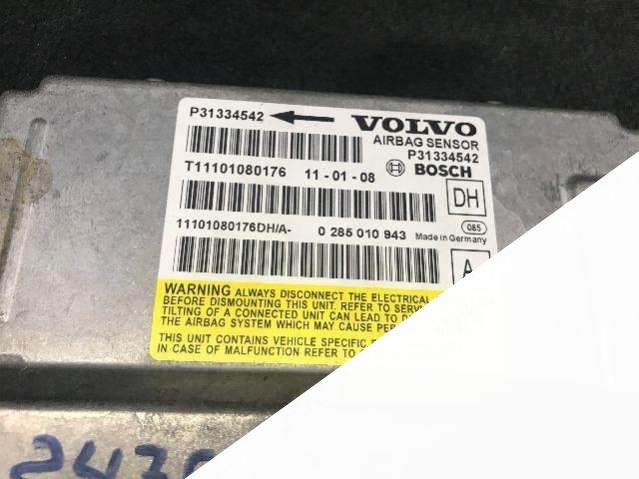 P31334542 VOLVO
AIRBAG SENSOR
P31334542
T11101080176 11-01-08 BOSCH
DH
11101080176DH/A- 0 285 010 943 Made in Germany
085
A
WARNING ALWAYS DISCONNECT THE ELECTRICAL
BEFORE DISMOUNTING THIS UNIT. REFER TO
TILTING OF A CONNECTED UNIT CAN LEAD TO
THE AIRBAG SYSTEM WHICH MAY CAUSE
THIS UNIT CONTAINS VEHICLE SPECIFIC
IN CASE OF MALFUNCTION REFER TO
243